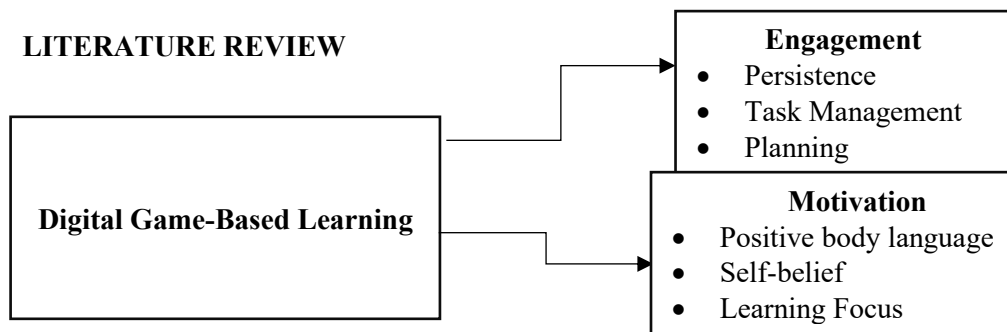 LITERATURE REVIEW
Engagement
• Persistence
• Task Management
• Planning
Digital Game-Based Learning
Motivation
• Positive body language
• Self-belief
• Learning Focus